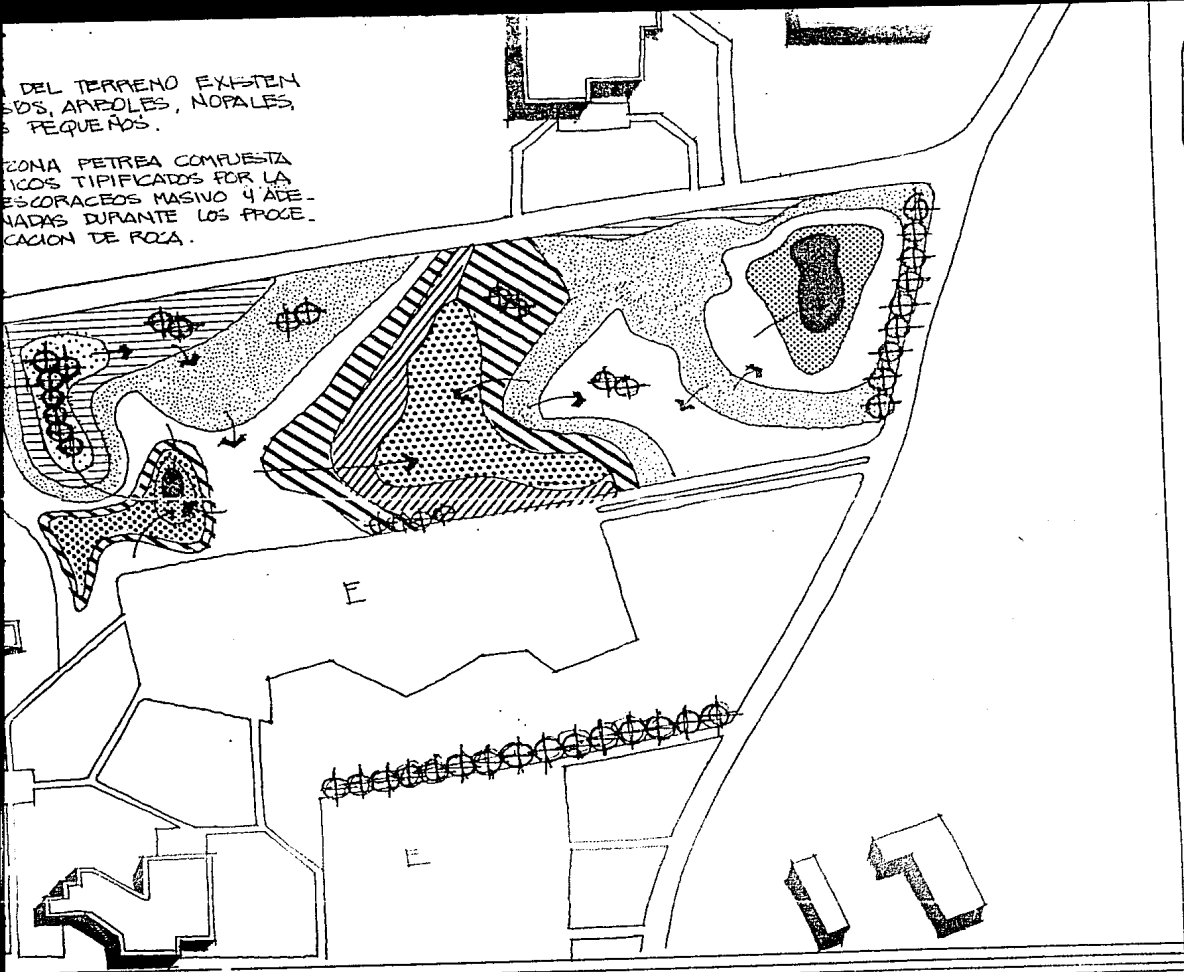 DEL TERRENO EXISTEN
SOS, ARBOLES, NOPALES,
S PEQUEÑOS.
ZONA PETREA COMPUESTA
ICOS TIPIFICADOS POR LA
ESCORACEOS MASIVO Y ADE-
NADAS DURANTE LOS PROCE-
CACION DE ROCA.
E
E